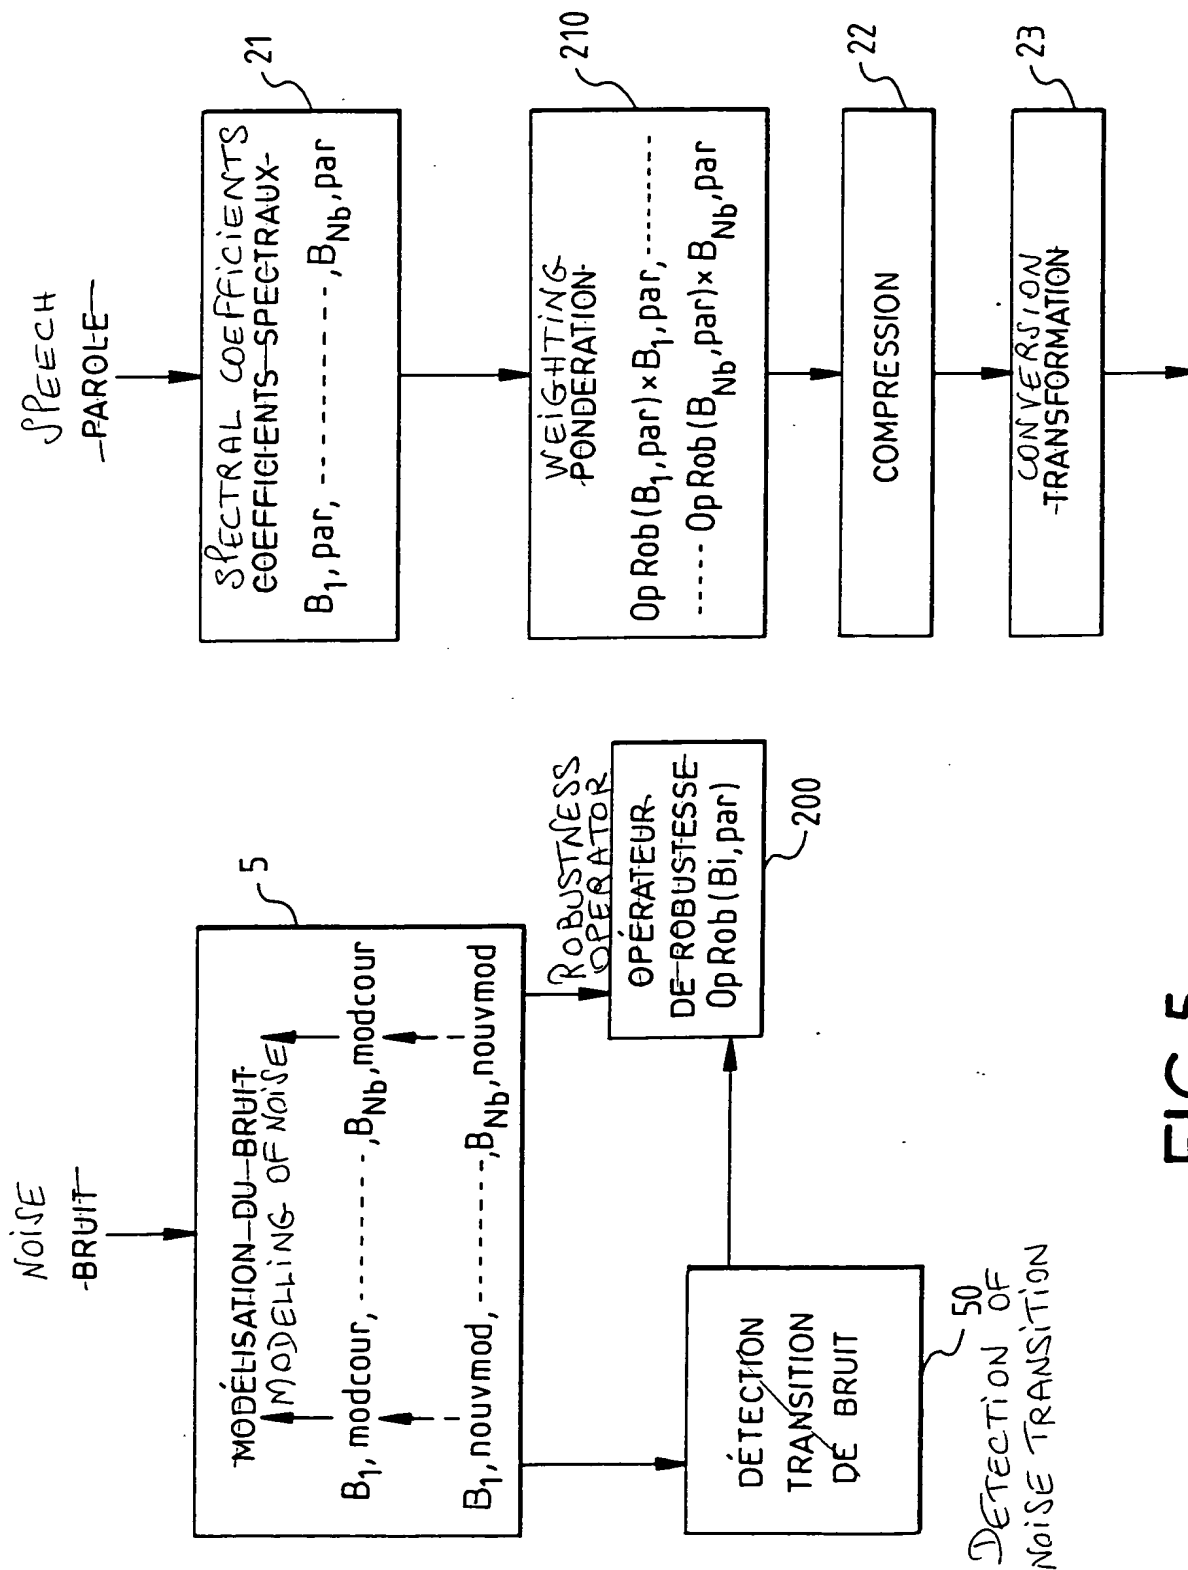 NOISE
BRUIT
MODÉLISATION DU BRUIT
MODELLING OF NOISE
B1, modcour, --------, BNb, modcour
B1, nouvmod, --------, BNb, nouvmod
5
DÉTECTION
TRANSITION
DE BRUIT
50
DETECTION OF
NOISE TRANSITION
ROBUSTNESS
OPERATOR
OPÉRATEUR
DE ROBUSTESSE
OpRob(Bi,par)
200
SPEECH
PAROLE
SPECTRAL COEFFICIENTS
COEFFICIENTS SPECTRAUX
B1, par, ----------, BNb, par
21
WEIGHTING
PONDERATION
OpRob(B1,par)×B1,par, --------
----- OpRob(BNb,par)×BNb,par
210
COMPRESSION
22
CONVERSION
TRANSFORMATION
23